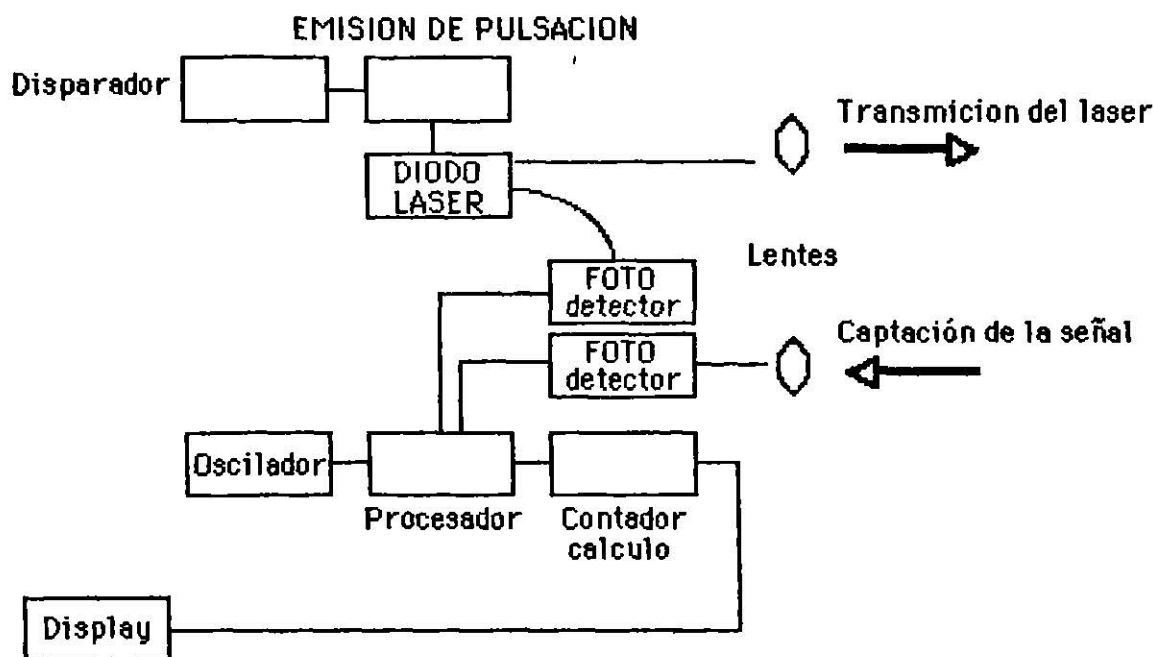 EMISION DE PULSACION
Disparador
Transmicion del laser
DIODO
LASER
Lentes
FOTO
detector
Captación de la señal
FOTO
detector
Oscilador
Procesador
Contador
calculo
Display